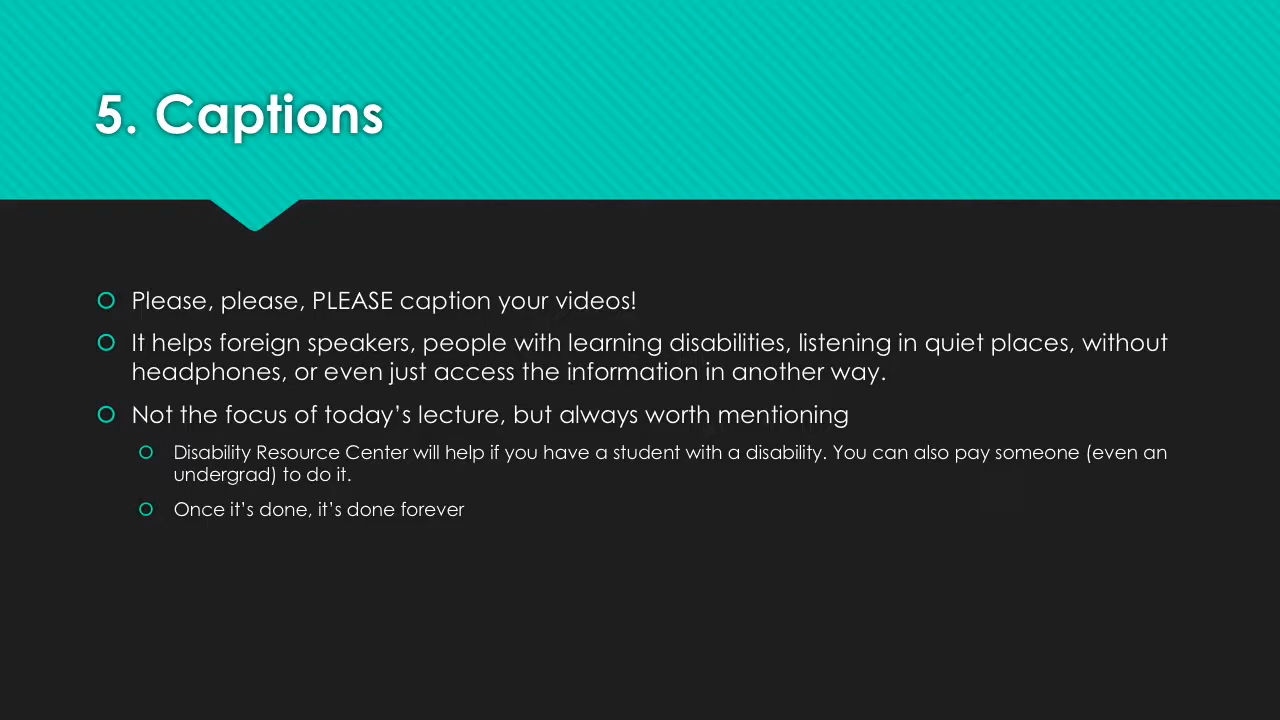 5. Captions
Please, please, PLEASE caption your videos!
It helps foreign speakers, people with learning disabilities, listening in quiet places, without
headphones, or even just access the information in another way.
Not the focus of today’s lecture, but always worth mentioning
Disability Resource Center will help if you have a student with a disability. You can also pay someone (even an
undergrad) to do it.
Once it’s done, it’s done forever